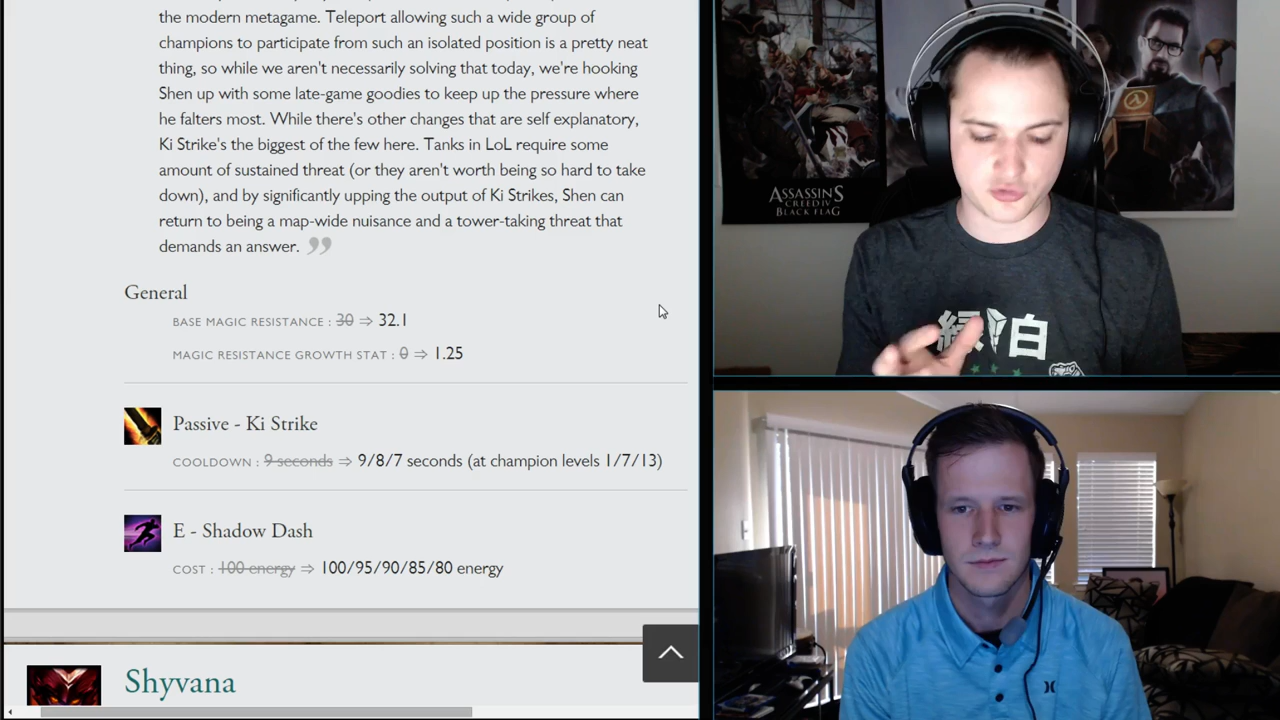 the modern metagame. Teleport allowing such a wide group of
champions to participate from such an isolated position is a pretty neat
thing, so while we aren't necessarily solving that today, we're hooking
Shen up with some late-game goodies to keep up the pressure where
he falters most. While there's other changes that are self explanatory,
Ki Strike's the biggest of the few here. Tanks in LoL require some
amount of sustained threat (or they aren't worth being so hard to take
down), and by significantly upping the output of Ki Strikes, Shen can
return to being a map-wide nuisance and a tower-taking threat that
demands an answer. ”
General
BASE MAGIC RESISTANCE : 30 ⇒ 32.1
MAGIC RESISTANCE GROWTH STAT : 0 ⇒ 1.25
Passive - Ki Strike
COOLDOWN : 9 seconds ⇒ 9/8/7 seconds (at champion levels 1/7/13)
E - Shadow Dash
COST : 100 energy ⇒ 100/95/90/85/80 energy
Shyvana
ASSASSIN'S
CREED IV
BLACK FLAG
緑 白